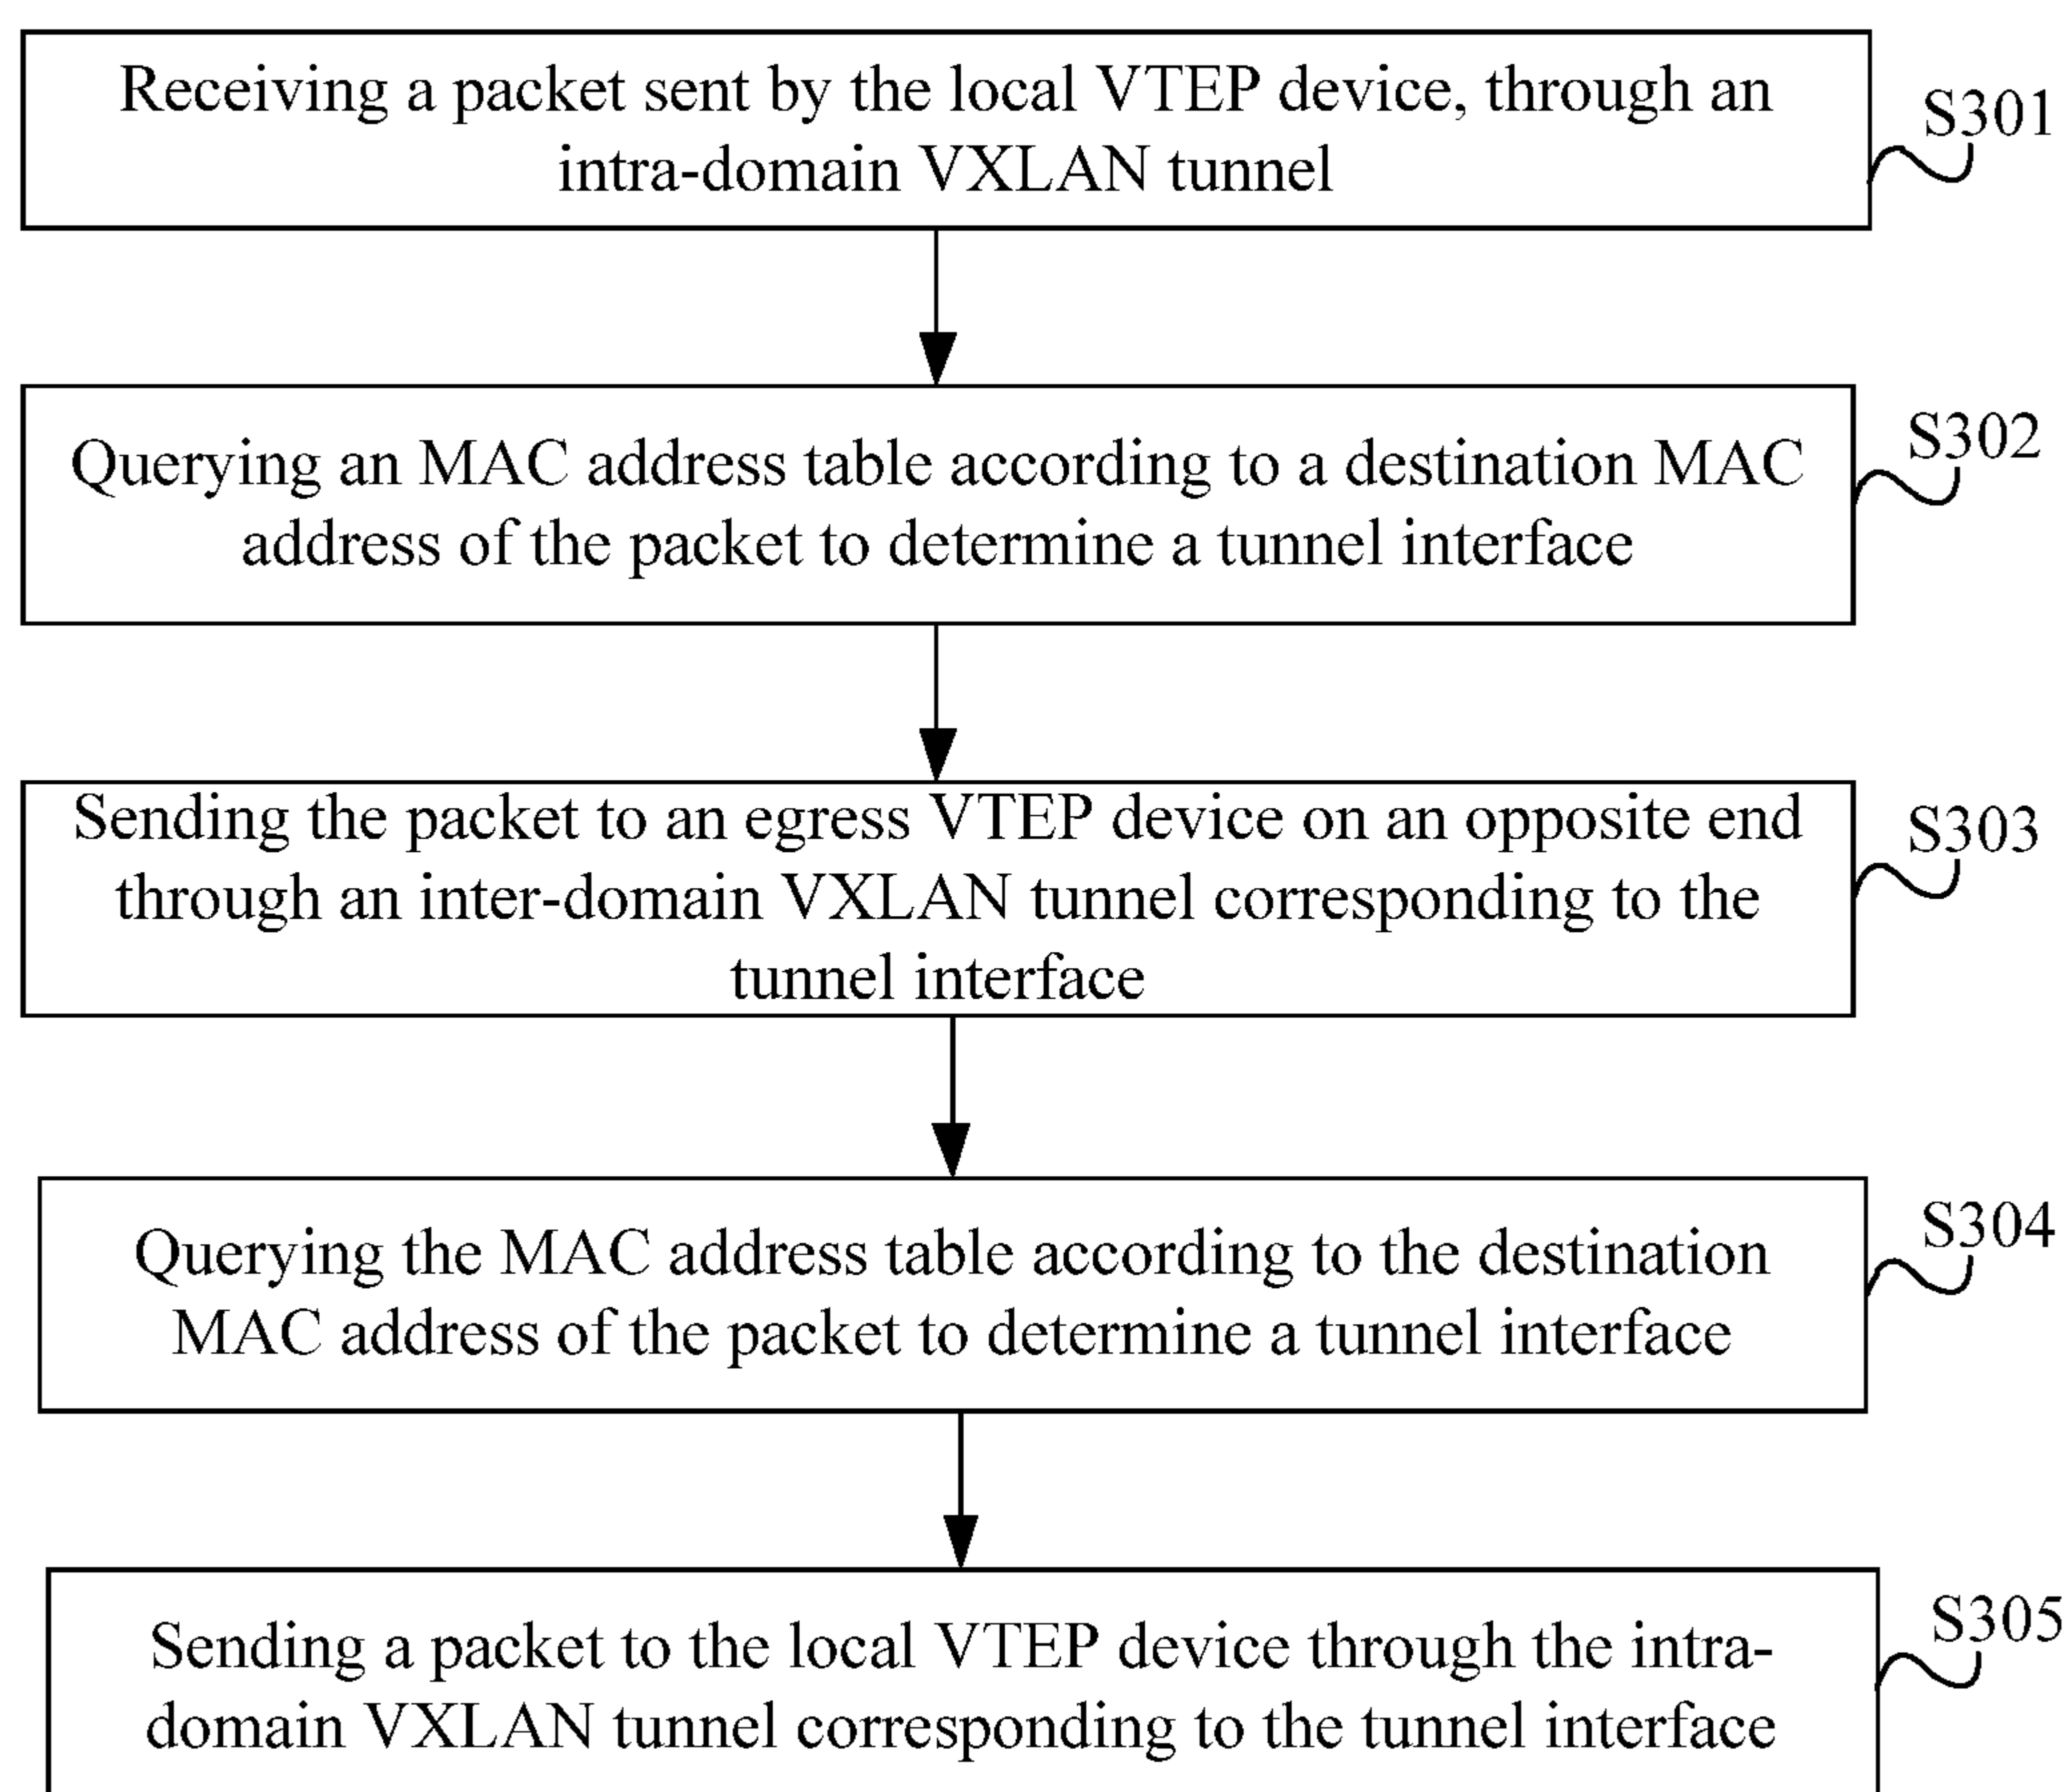 Receiving a packet sent by the local VTEP device, through an
intra-domain VXLAN tunnel
S301
Querying an MAC address table according to a destination MAC
address of the packet to determine a tunnel interface
S302
Sending the packet to an egress VTEP device on an opposite end
through an inter-domain VXLAN tunnel corresponding to the
tunnel interface
S303
Querying the MAC address table according to the destination
MAC address of the packet to determine a tunnel interface
S304
Sending a packet to the local VTEP device through the intra-
domain VXLAN tunnel corresponding to the tunnel interface
S305